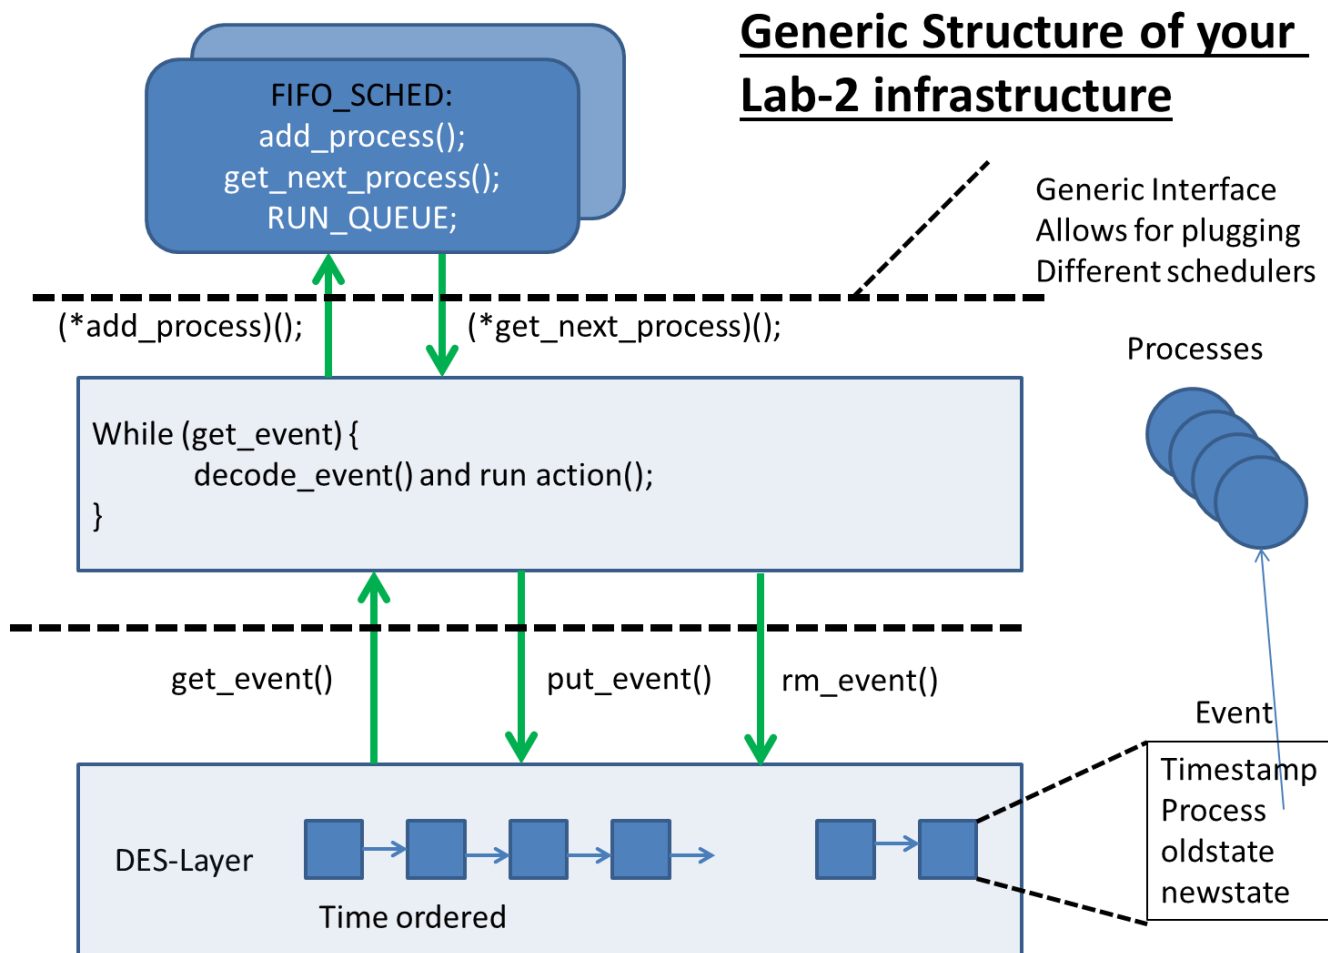 Generic Structure of your
Lab-2 infrastructure
FIFO_SCHED:
add_process();
get_next_process();
RUN_QUEUE;
Generic Interface
Allows for plugging
Different schedulers
(*add_process)();
(*get_next_process)();
Processes
While (get_event) {
decode_event() and run action();
}
get_event()
put_event()
rm_event()
Event
Timestamp
Process
oldstate
newstate
DES-Layer
Time ordered